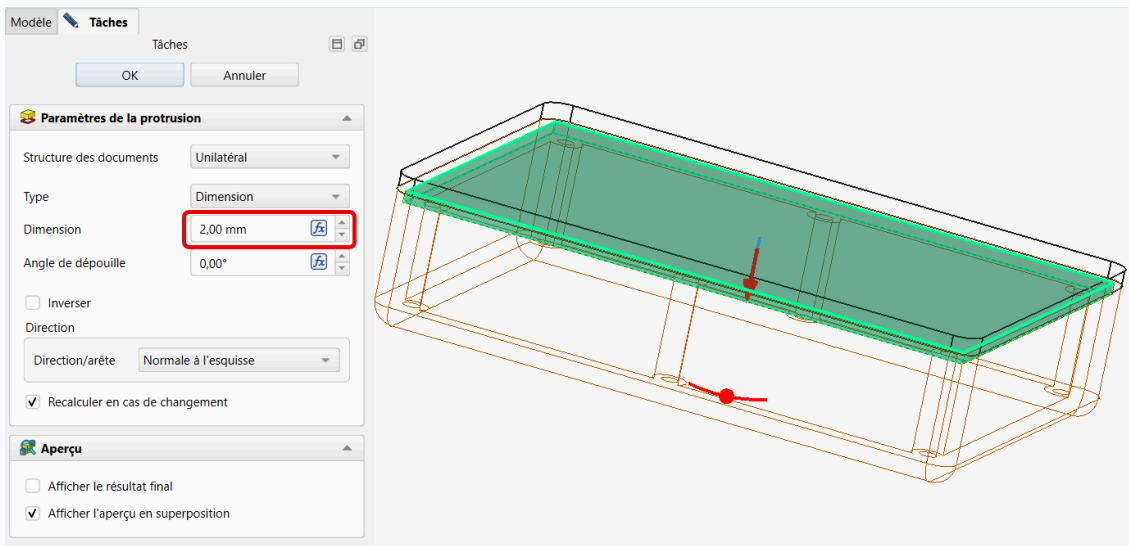 Modèle Tâches
Tâches
OK Annuler
Paramètres de la protrusion
Structure des documents Unilatéral
Type Dimension
Dimension 2,00 mm fx
Angle de dépouille 0,00° fx
Inverser
Direction
Direction/arête Normale à l'esquisse
Recalculer en cas de changement
Aperçu
Afficher le résultat final
Afficher l'aperçu en superposition